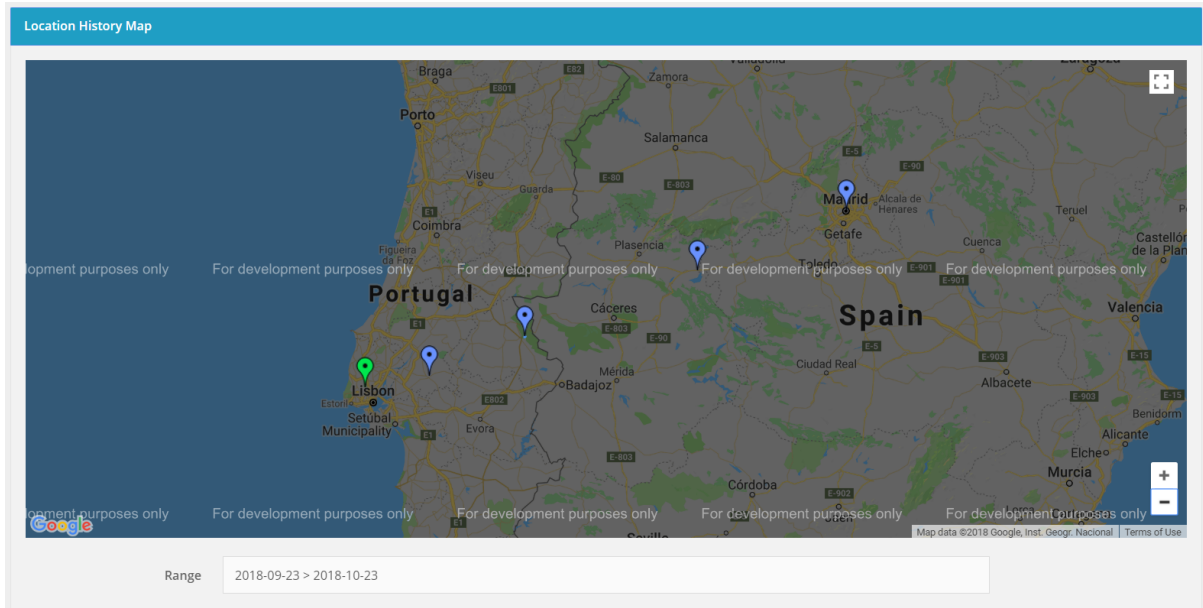 Location History Map
Braga
E82
Zamora
E801
Porto
Salamanca
E-5
E-90
Viseu
Guarda
E-80
E-803
Madrid
Alcala de
Henares
Teruel
E1
Coimbra
Getafe
Castellón
de la Plan
Figueira
da Foz
Plasencia
Toledo
Cuenca
lopment purposes only
For development purposes only
For development purposes only
For development purposes only
For development purposes only
E-901
E-901
Portugal
Cáceres
Spain
Valencia
E1
E-803
E-90
E-5
E-903
E-15
Ciudad Real
Mérida
Badajoz
Albacete
Lisbon
Estoril
E802
E-903
E-15
Setúbal
Municipality
E1
Evora
Benidorm
Alicante
Elche
E-803
Murcia
Córdoba
E-902
+
−
lopment purposes only
For development purposes only
For development purposes only
For development purposes only
For development purposes only
E1
Google
Map data ©2018 Google, Inst. Geogr. Nacional
Terms of Use
Range
2018-09-23 > 2018-10-23